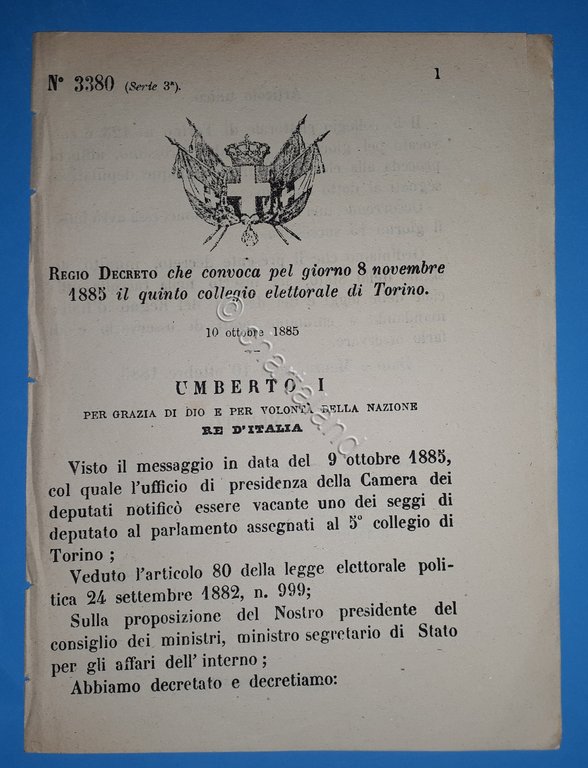 N° 3380 (Serie 3ª).
1
REGIO DECRETO che convoca pel giorno 8 novembre
1885 il quinto collegio elettorale di Torino.
10 ottobre 1885
UMBERTO I
PER GRAZIA DI DIO E PER VOLONTÀ DELLA NAZIONE
RE D'ITALIA
Visto il messaggio in data del 9 ottobre 1885,
col quale l'ufficio di presidenza della Camera dei
deputati notificò essere vacante uno dei seggi di
deputato al parlamento assegnati al 5° collegio di
Torino ;
Veduto l'articolo 80 della legge elettorale poli-
tica 24 settembre 1882, n. 999;
Sulla proposizione del Nostro presidente del
consiglio dei ministri, ministro segretario di Stato
per gli affari dell'interno ;
Abbiamo decretato e decretiamo: